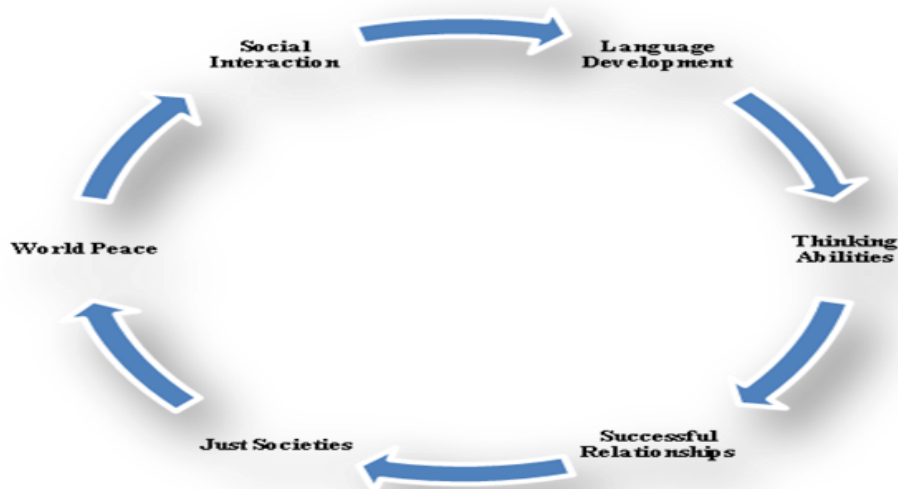 Social
Interaction
Language
Development
Thinking
Abilities
Successful
Relationships
Just Societies
World Peace